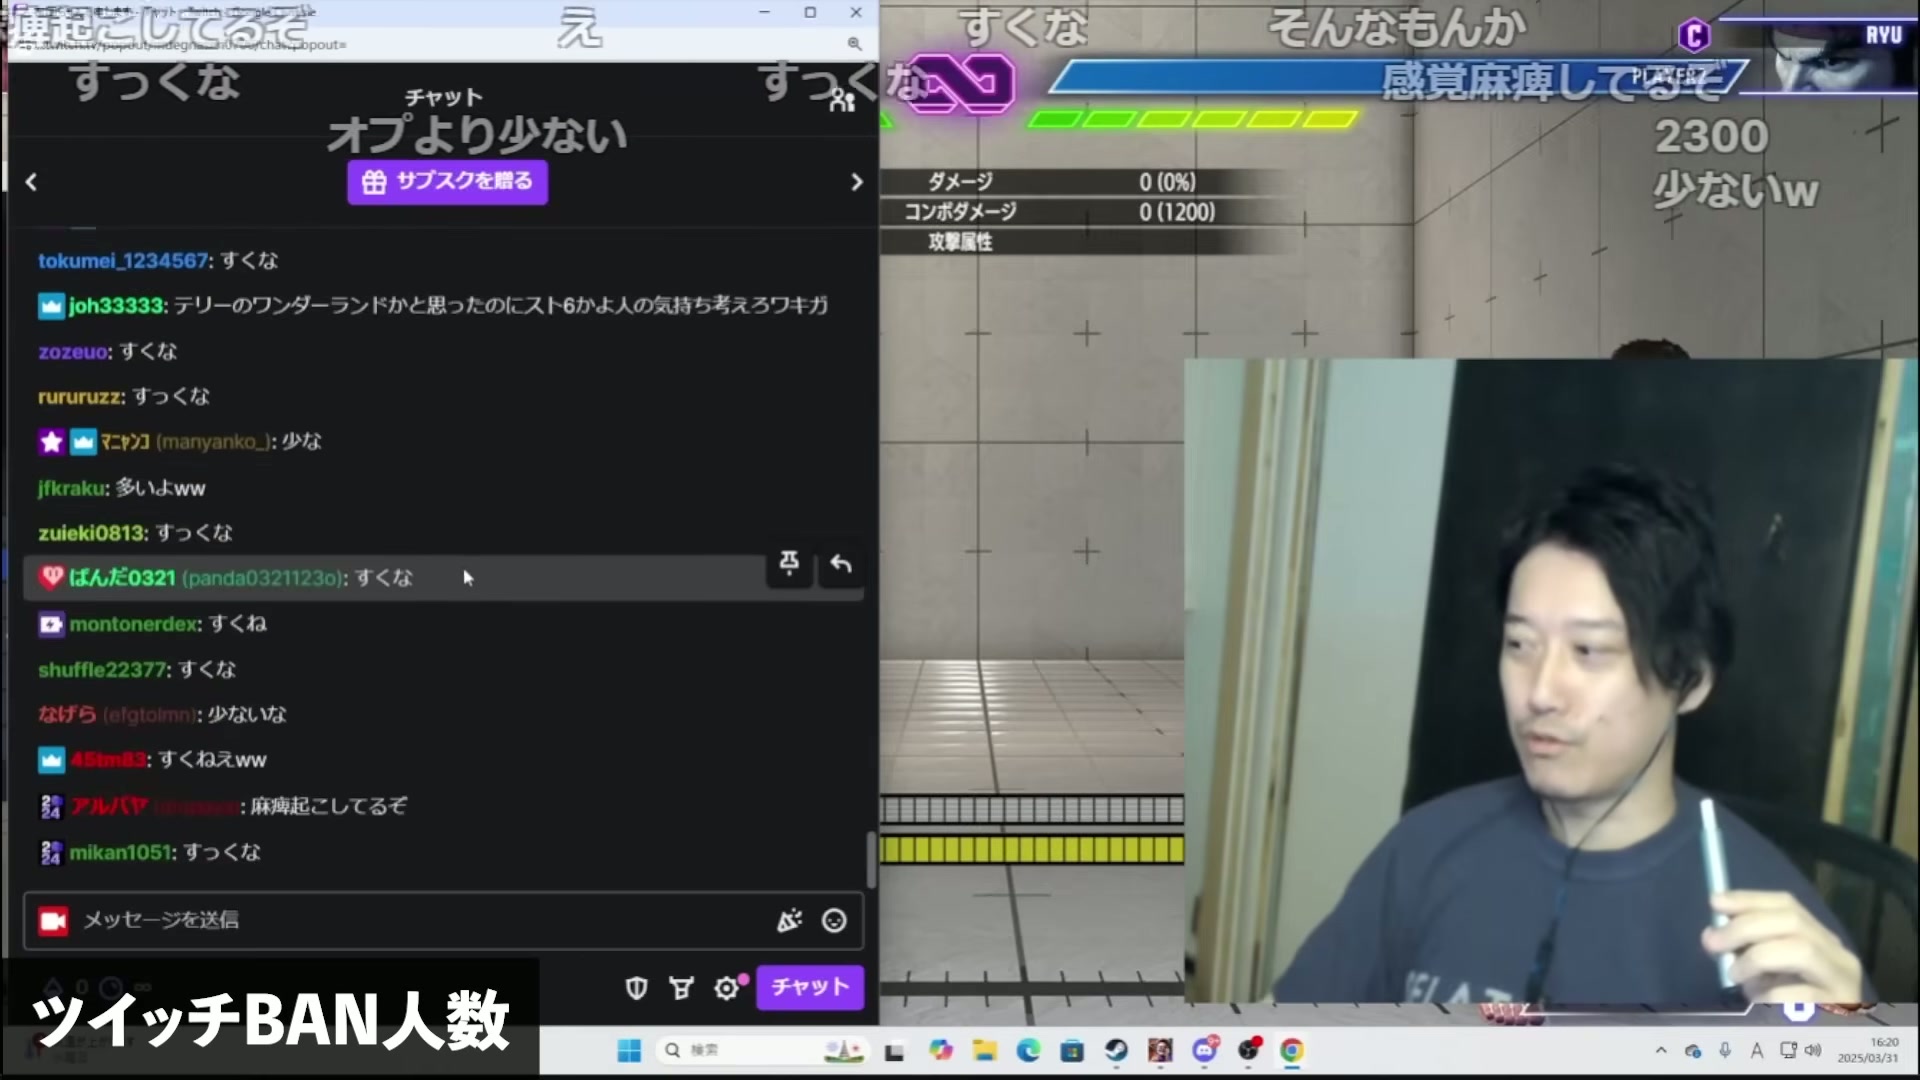 痺起こしてるぞ
え
すくな
そんなもんか
RYU
すっくな
すっくな
感覚麻痺してるぞ
チャット
オプより少ない
2300
少ないw
サブスクを贈る
ダメージ 0 (0%)
コンボダメージ 0 (1200)
攻撃属性
tokumei_1234567: すくな
joh33333: テリーのワンダーランドかと思ったのにスト6かよ人の気持ち考えろワキガ
zozeuo: すくな
rururuzz: すっくな
マニャンコ (manyanko_): 少な
jfkraku: 多いよww
zuieki0813: すっくな
ぱんだ0321 (panda0321123o): すくな
montonerdex: すくね
shuffle22377: すくな
なげら (efgtolmn): 少ないな
45tm83: すくねえww
アルバヤ : 麻痺起こしてるぞ
mikan1051: すっくな
メッセージを送信
チャット
ツイッチBAN人数
検索
A
16:20
2025/03/31